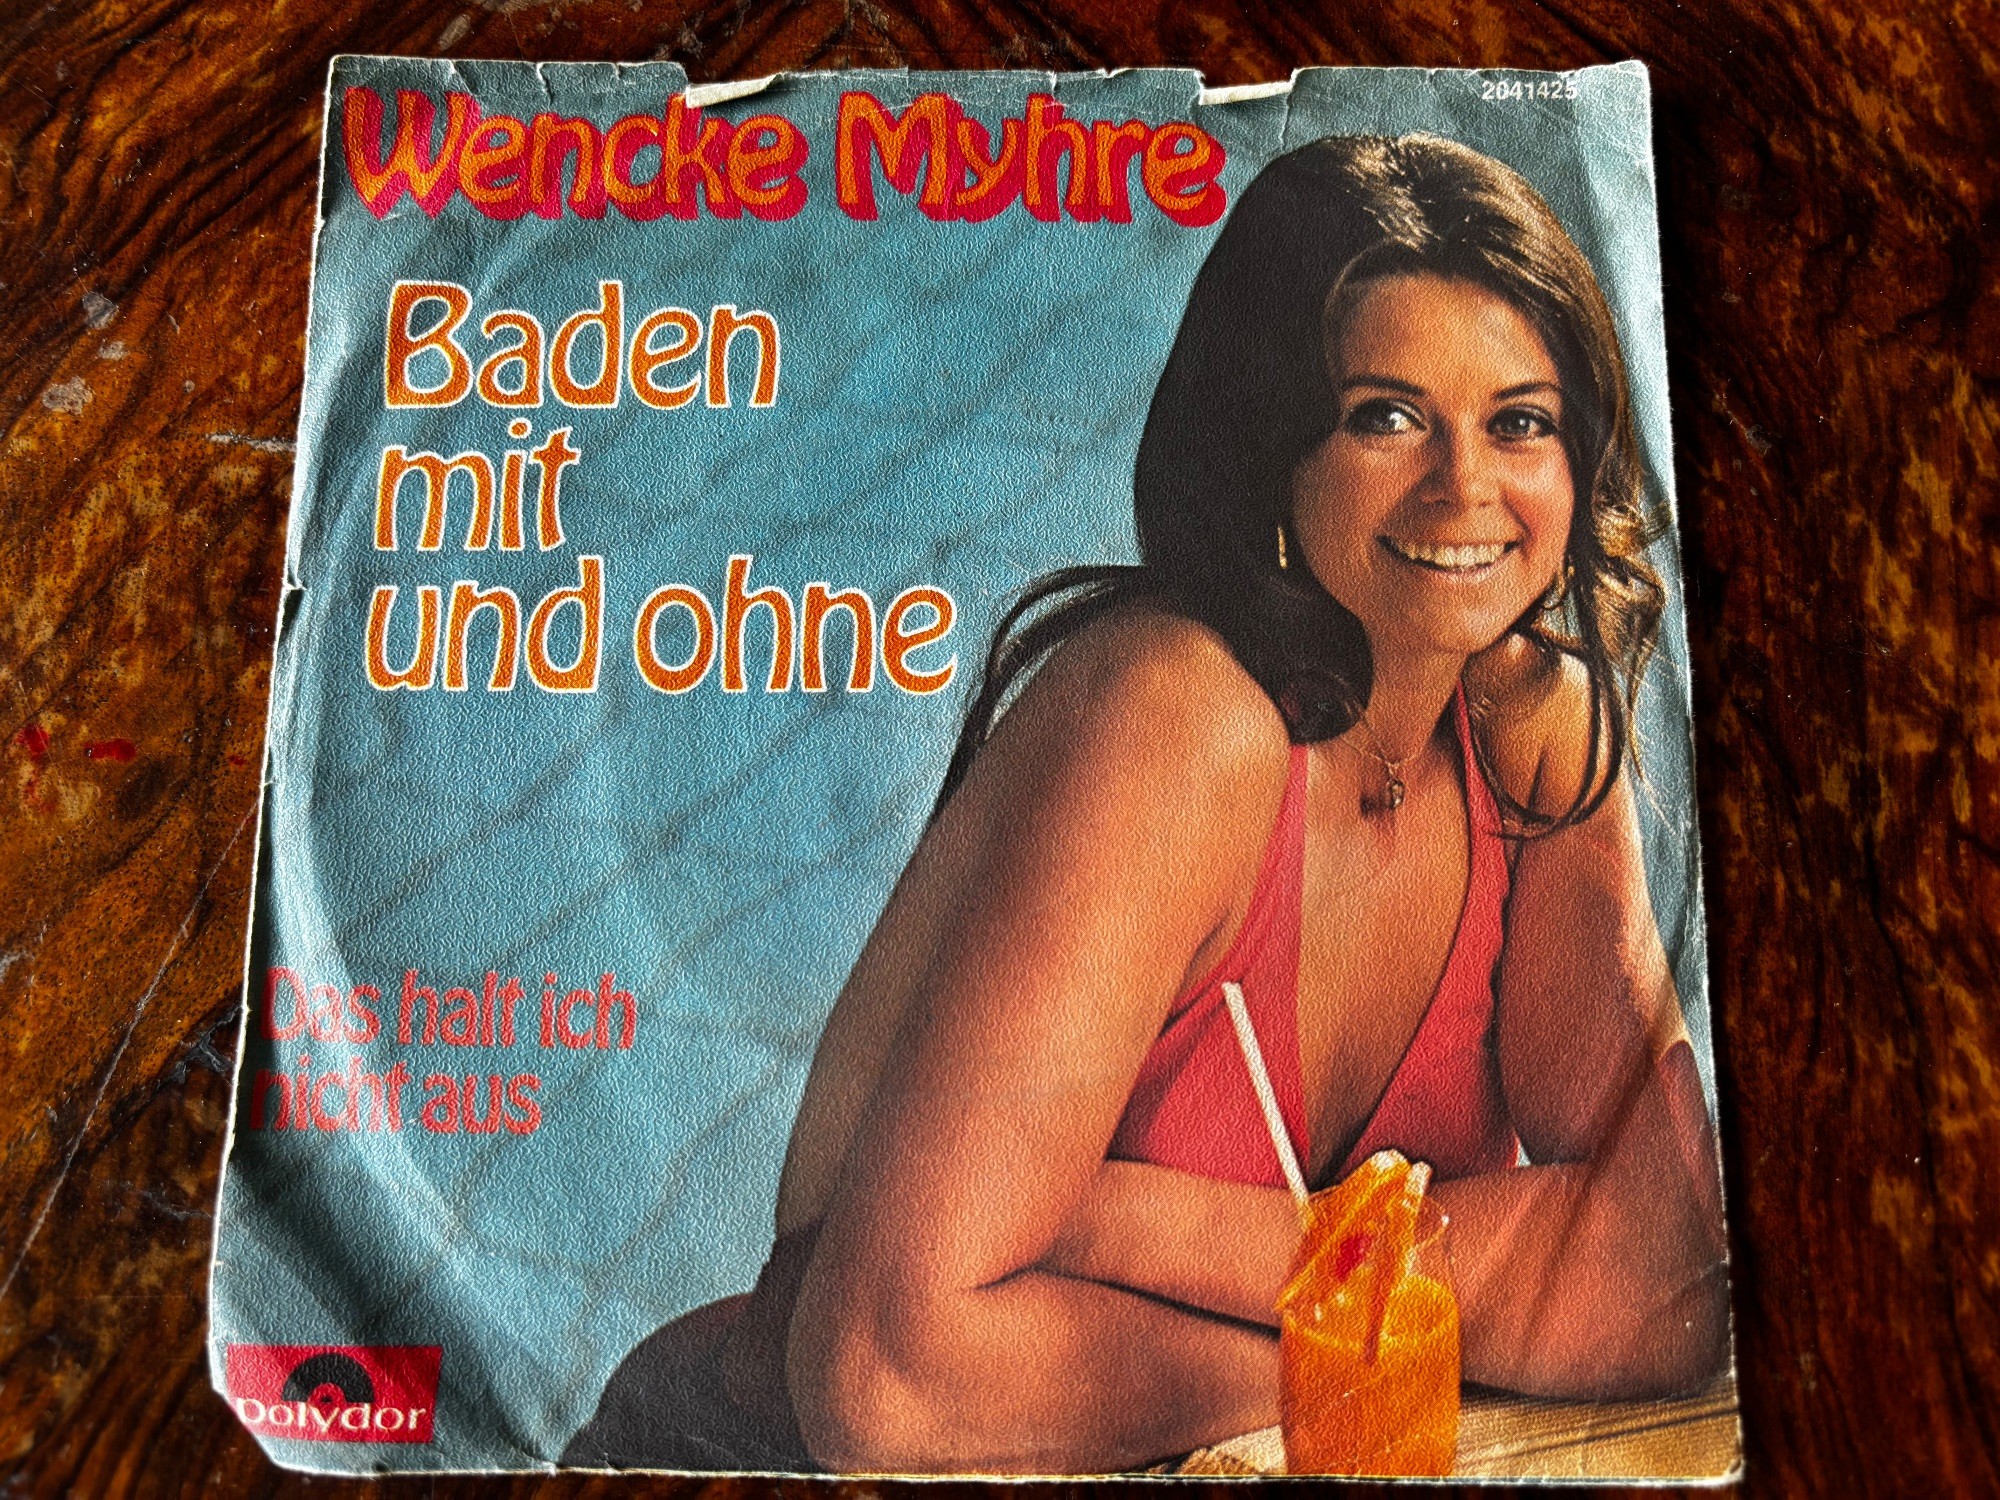 2041425
Wencke Myhre
Baden
mit
und ohne
Das halt ich
nicht aus
polydor